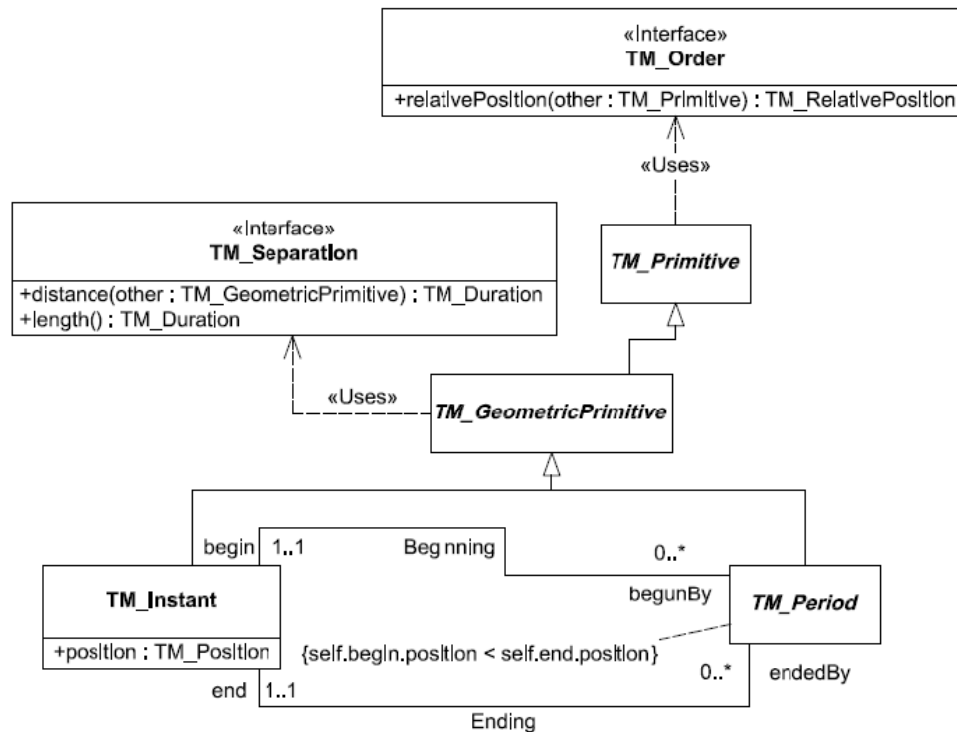 «Interface»
TM_Order
+relativePosition(other : TM_Primitive) : TM_RelativePosition
«Uses»
«Interface»
TM_Separation
+distance(other : TM_GeometricPrimitive) : TM_Duration
+length() : TM_Duration
TM_Primitive
«Uses»
TM_GeometricPrimitive
begin
1..1
Beginning
0..*
TM_Instant
+position : TM_Position
begunBy
TM_Period
{self.begin.position < self.end.position}
end
1..1
0..*
endedBy
Ending